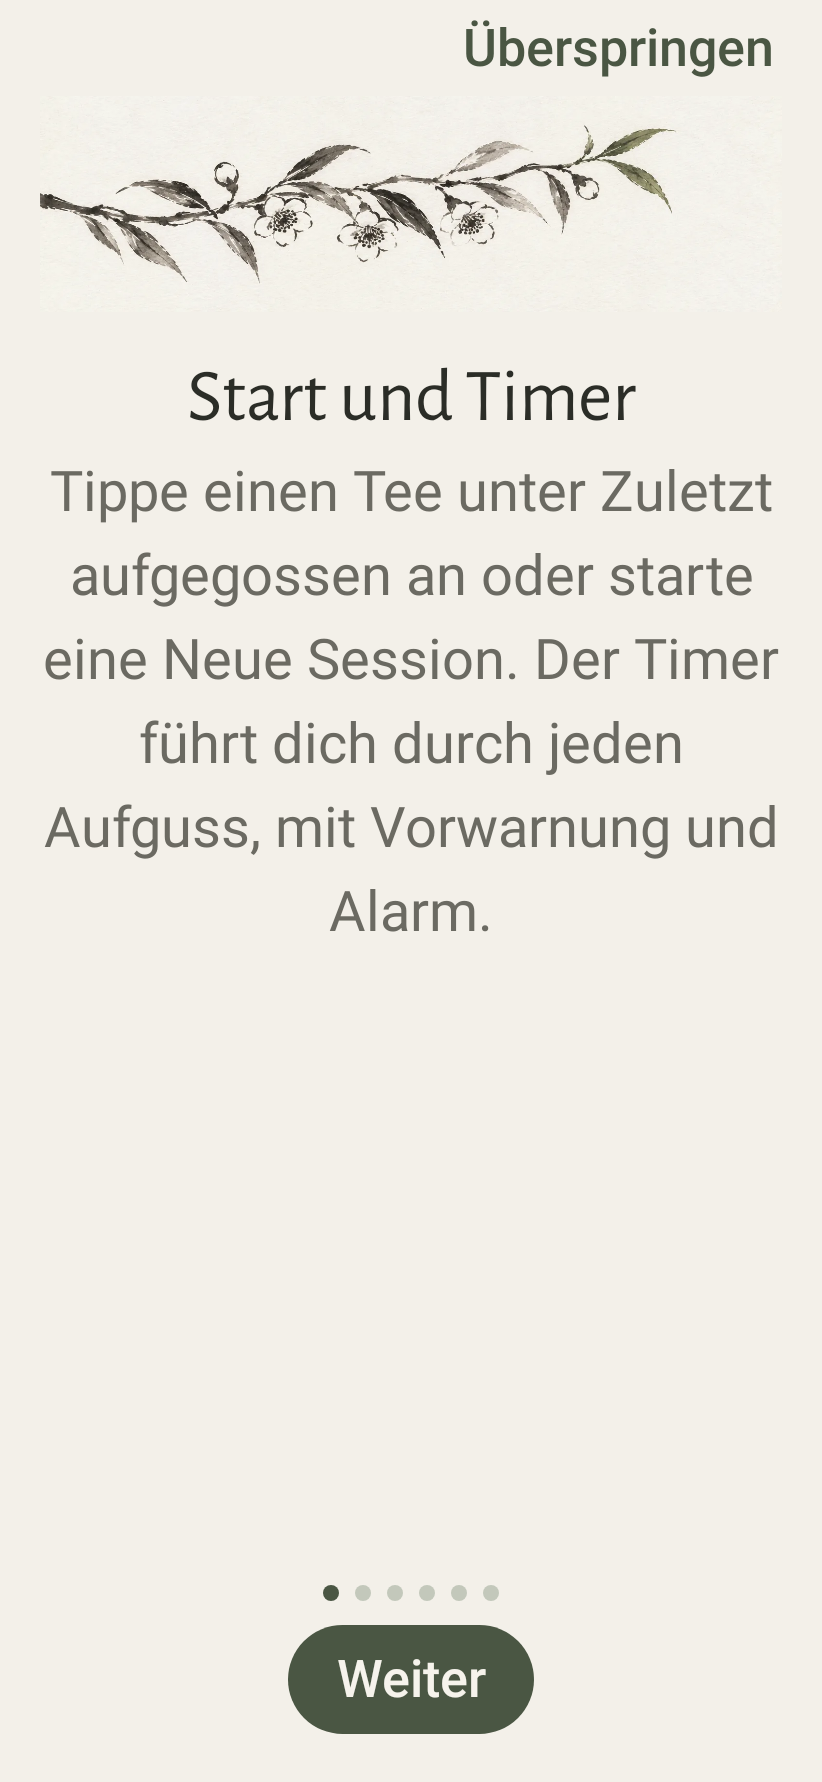 Überspringen
Start und Timer
Tippe einen Tee unter Zuletzt
aufgegossen an oder starte
eine Neue Session. Der Timer
führt dich durch jeden
Aufguss, mit Vorwarnung und
Alarm.
Weiter